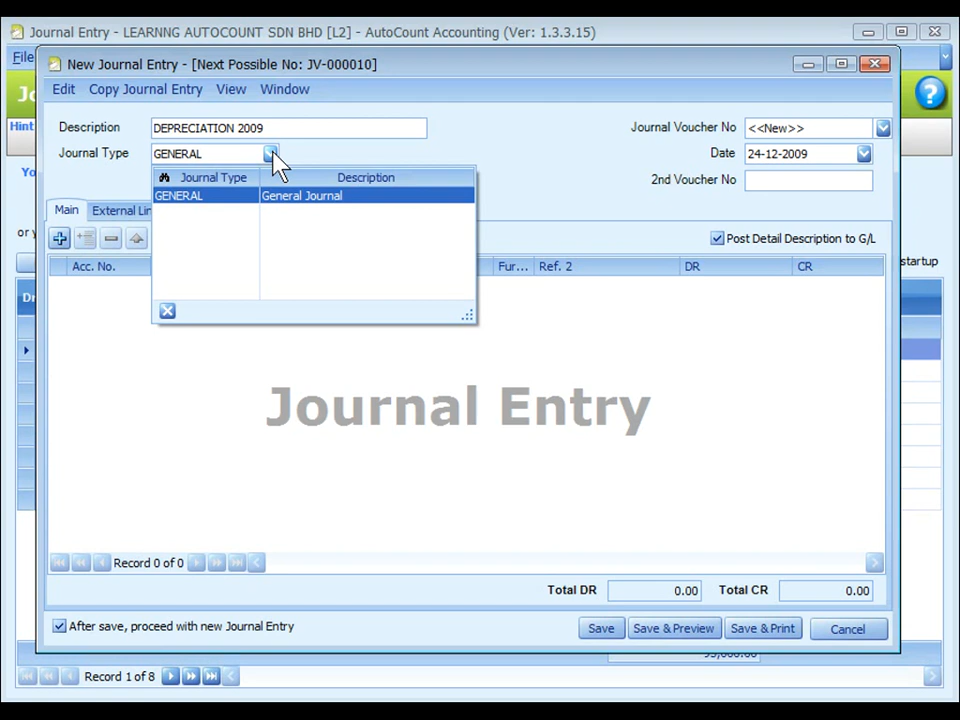 Journal Entry - LEARNNG AUTOCOUNT SDN BHD [L2] - AutoCount Accounting (Ver: 1.3.3.15)
File
New Journal Entry - [Next Possible No: JV-000010]
Edit Copy Journal Entry View Window
Jo
?
Hint
Description DEPRECIATION 2009 Journal Voucher No <<New>>
Journal Type GENERAL Date 24-12-2009
Yo
2nd Voucher No
Journal Type Description
GENERAL General Journal
Main External Lin
or y
Post Detail Description to G/L
startup
Acc. No. Fur... Ref. 2 DR CR
Dr
Journal Entry
Record 0 of 0
Total DR 0.00 Total CR 0.00
After save, proceed with new Journal Entry Save Save & Preview Save & Print Cancel
Record 1 of 8